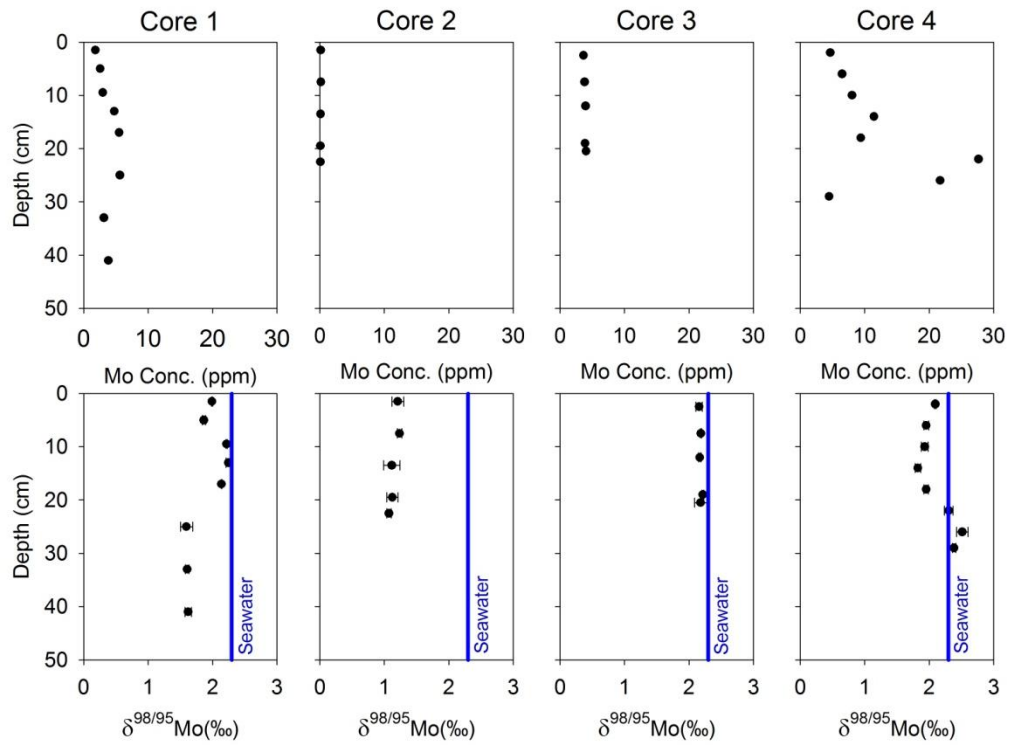 Core 1 Core 2 Core 3 Core 4
0
10
20
30
40
50
Depth (cm)
0 10 20 30 0 10 20 30 0 10 20 30 0 10 20 30
Mo Conc. (ppm) Mo Conc. (ppm) Mo Conc. (ppm) Mo Conc. (ppm)
0
10
20
30
40
50
Depth (cm)
Seawater Seawater Seawater Seawater
0 1 2 3 0 1 2 3 0 1 2 3 0 1 2 3
δ98/95Mo(‰) δ98/95Mo(‰) δ98/95Mo(‰) δ98/95Mo(‰)